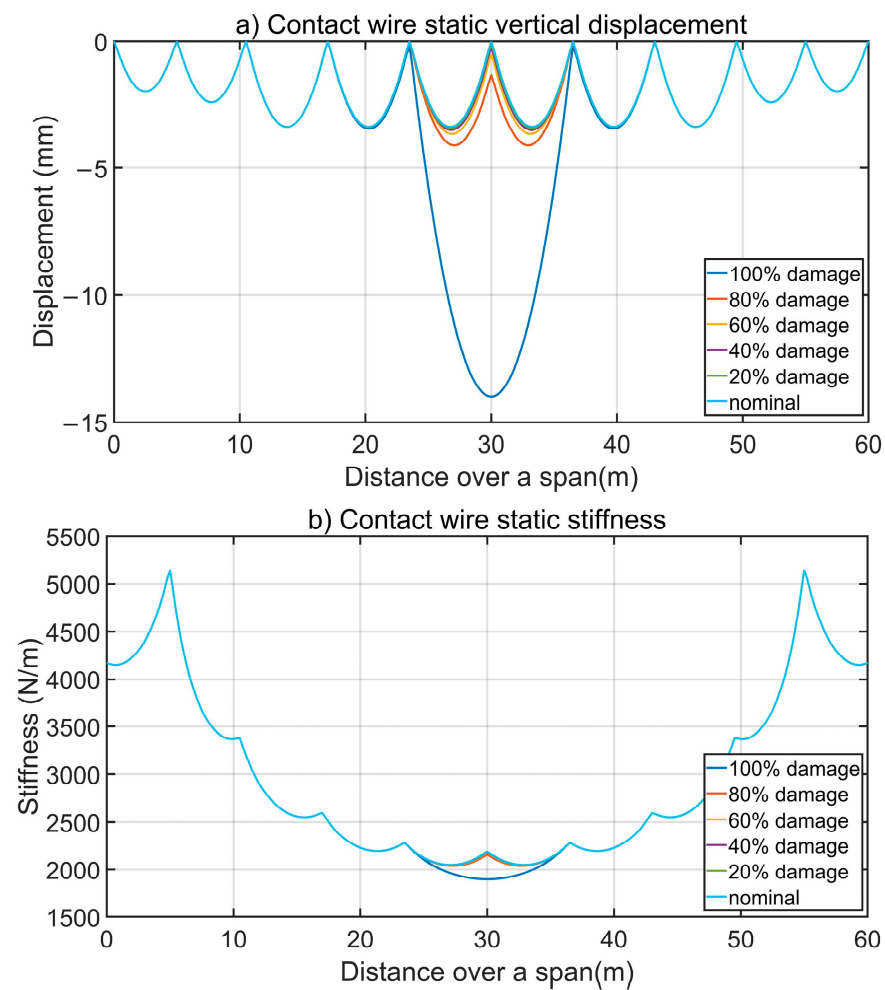 a) Contact wire static vertical displacement
Displacement (mm)
0
−5
−10
−15
100% damage
80% damage
60% damage
40% damage
20% damage
nominal
0 10 20 30 40 50 60
Distance over a span(m)
b) Contact wire static stiffness
Stiffness (N/m)
5500
5000
4500
4000
3500
3000
2500
2000
1500
100% damage
80% damage
60% damage
40% damage
20% damage
nominal
0 10 20 30 40 50 60
Distance over a span(m)